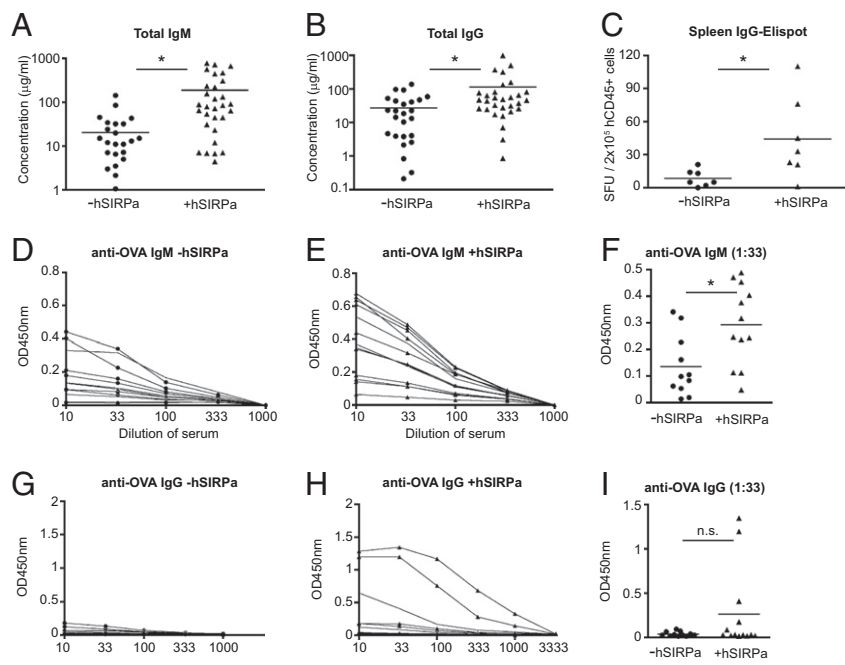 A
Total IgM
Concentration (μg/ml)
1000
100
10
1
*
-hSIRPa
+hSIRPa
B
Total IgG
Concentration (μg/ml)
1000
100
10
1
0.1
*
-hSIRPa
+hSIRPa
C
Spleen IgG-Elispot
SFU / 2x10⁵ hCD45+ cells
120
90
60
30
0
*
-hSIRPa
+hSIRPa
D
anti-OVA IgM -hSIRPa
OD450nm
0.8
0.6
0.4
0.2
0
10 33 100 333 1000
Dilution of serum
E
anti-OVA IgM +hSIRPa
OD450nm
0.8
0.6
0.4
0.2
0
10 33 100 333 1000
Dilution of serum
F
anti-OVA IgM (1:33)
OD450nm
0.5
0.4
0.3
0.2
0.1
0
*
-hSIRPa
+hSIRPa
G
anti-OVA IgG -hSIRPa
OD450nm
2
1.5
1
0.5
0
10 33 100 333 1000
H
anti-OVA IgG +hSIRPa
OD450nm
2
1.5
1
0.5
0
10 33 100 333 1000 3333
I
anti-OVA IgG (1:33)
OD450nm
1.5
1
0.5
0
n.s.
-hSIRPa
+hSIRPa